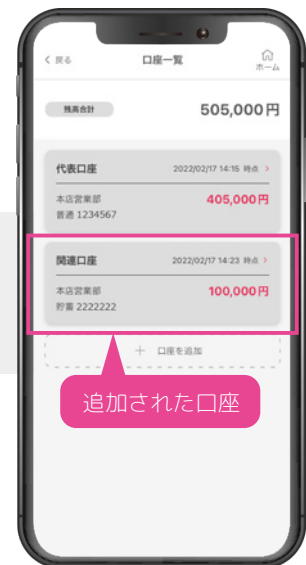 < 戻る 口座一覧 ホーム
残高合計 505,000円
代表口座 2022/02/17 14:15 時点 >
本店営業部 405,000円
普通 1234567
関連口座 2022/02/17 14:23 時点 >
本店営業部 100,000円
貯蓄 2222222
＋ 口座を追加
追加された口座